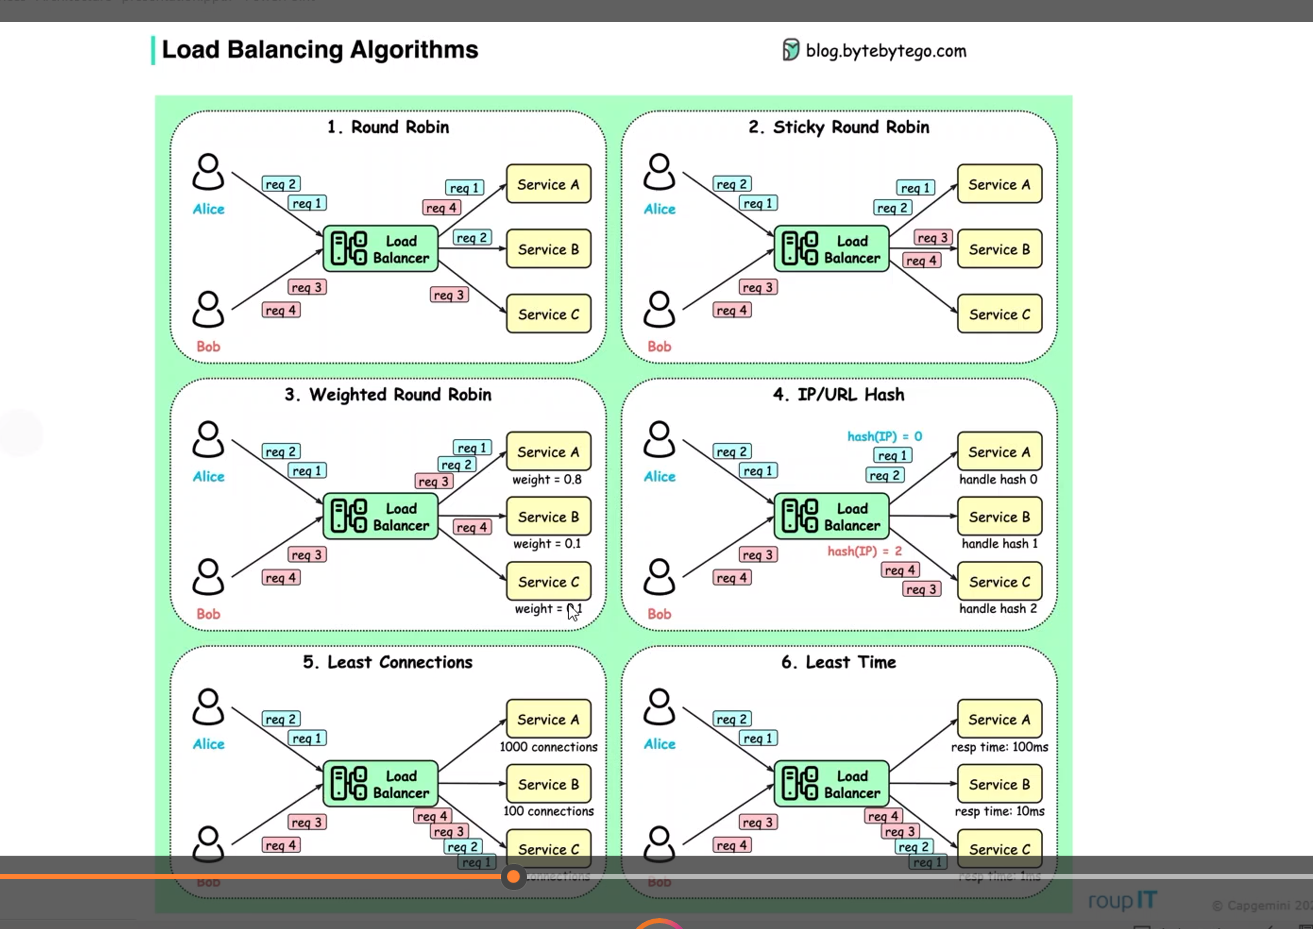 Load Balancing Algorithms
blog.bytebytego.com
1. Round Robin
req 2
req 1
Alice
req 3
req 4
Bob
Load
Balancer
req 1
req 4
req 2
req 3
Service A
Service B
Service C
2. Sticky Round Robin
req 2
req 1
Alice
req 3
req 4
Bob
Load
Balancer
req 1
req 2
req 3
req 4
Service A
Service B
Service C
3. Weighted Round Robin
req 2
req 1
Alice
req 3
req 4
Bob
Load
Balancer
req 1
req 2
req 3
req 4
Service A
weight = 0.8
Service B
weight = 0.1
Service C
weight =
4. IP/URL Hash
req 2
req 1
Alice
req 3
req 4
Bob
Load
Balancer
hash(IP) = 0
req 1
req 2
hash(IP) = 2
req 4
req 3
Service A
handle hash 0
Service B
handle hash 1
Service C
handle hash 2
5. Least Connections
req 2
req 1
Alice
req 3
req 4
Bob
Load
Balancer
req 4
req 3
req 2
req 1
Service A
1000 connections
Service B
100 connections
Service C
connections
6. Least Time
req 2
req 1
Alice
req 3
req 4
Bob
Load
Balancer
req 4
req 3
req 2
req 1
Service A
resp time: 100ms
Service B
resp time: 10ms
Service C
resp time: 1ms
roup IT
© Capgemini